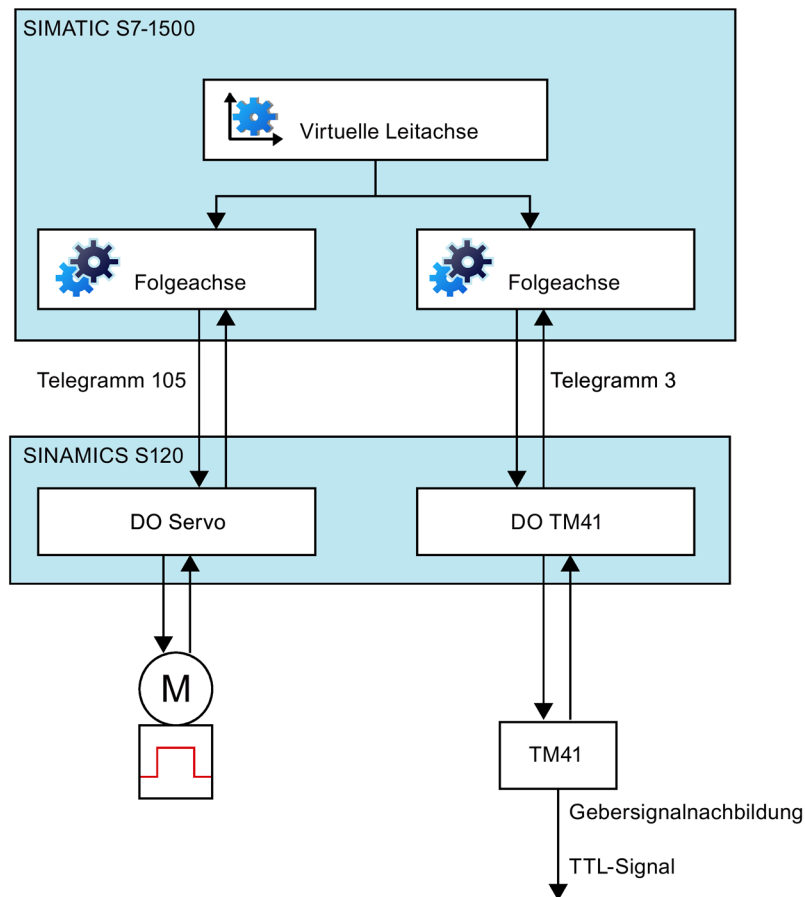 SIMATIC S7-1500
Virtuelle Leitachse
Folgeachse
Folgeachse
Telegramm 105
Telegramm 3
SINAMICS S120
DO Servo
DO TM41
M
TM41
Gebersignalnachbildung
TTL-Signal